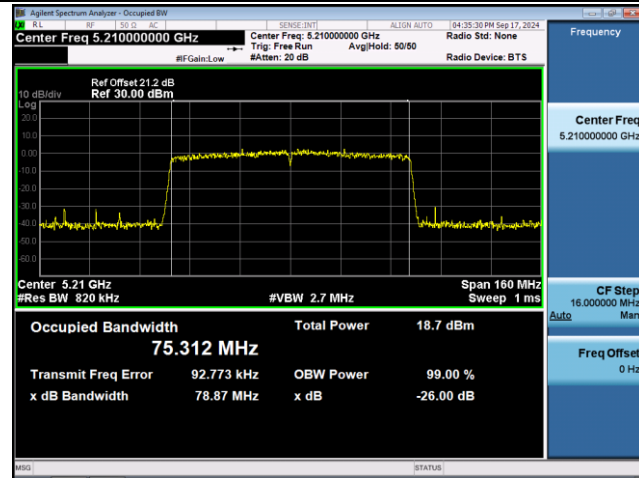 Agilent Spectrum Analyzer - Occupied BW
RL RF 50 Ω AC SENSE:INT ALIGN AUTO 04:35:30 PM Sep 17, 2024
Center Freq 5.210000000 GHz
Center Freq: 5.210000000 GHz
Radio Std: None
Trig: Free Run Avg|Hold: 50/50
#IFGain:Low
#Atten: 20 dB
Radio Device: BTS
Ref Offset 21.2 dB
10 dB/div Ref 30.00 dBm
Log
20.0
10.0
0.00
-10.0
-20.0
-30.0
-40.0
-50.0
-60.0
Center 5.21 GHz
Span 160 MHz
#Res BW 820 kHz
#VBW 2.7 MHz
Sweep 1 ms
Occupied Bandwidth
Total Power 18.7 dBm
75.312 MHz
Transmit Freq Error 92.773 kHz
OBW Power 99.00 %
x dB Bandwidth 78.87 MHz
x dB -26.00 dB
MSG
STATUS
Frequency
Center Freq
5.210000000 GHz
CF Step
16.000000 MHz
Auto Man
Freq Offset
0 Hz